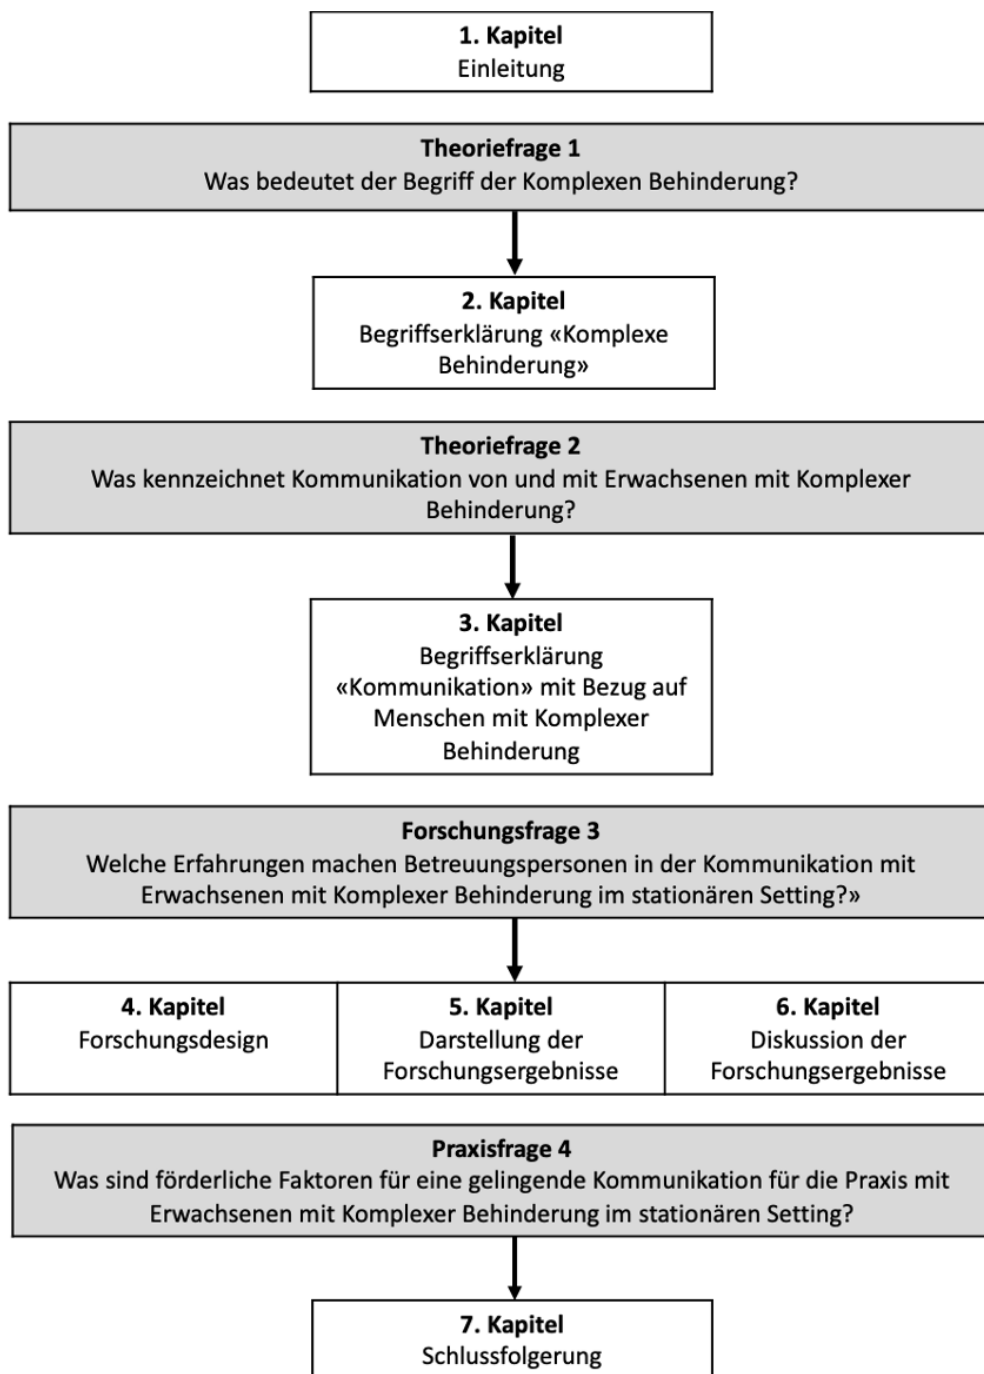 1. Kapitel
Einleitung
Theoriefrage 1
Was bedeutet der Begriff der Komplexen Behinderung?
2. Kapitel
Begriffserklärung «Komplexe
Behinderung»
Theoriefrage 2
Was kennzeichnet Kommunikation von und mit Erwachsenen mit Komplexer
Behinderung?
3. Kapitel
Begriffserklärung
«Kommunikation» mit Bezug auf
Menschen mit Komplexer
Behinderung
Forschungsfrage 3
Welche Erfahrungen machen Betreuungspersonen in der Kommunikation mit
Erwachsenen mit Komplexer Behinderung im stationären Setting?»
4. Kapitel
Forschungsdesign
5. Kapitel
Darstellung der
Forschungsergebnisse
6. Kapitel
Diskussion der
Forschungsergebnisse
Praxisfrage 4
Was sind förderliche Faktoren für eine gelingende Kommunikation für die Praxis mit
Erwachsenen mit Komplexer Behinderung im stationären Setting?
7. Kapitel
Schlussfolgerung